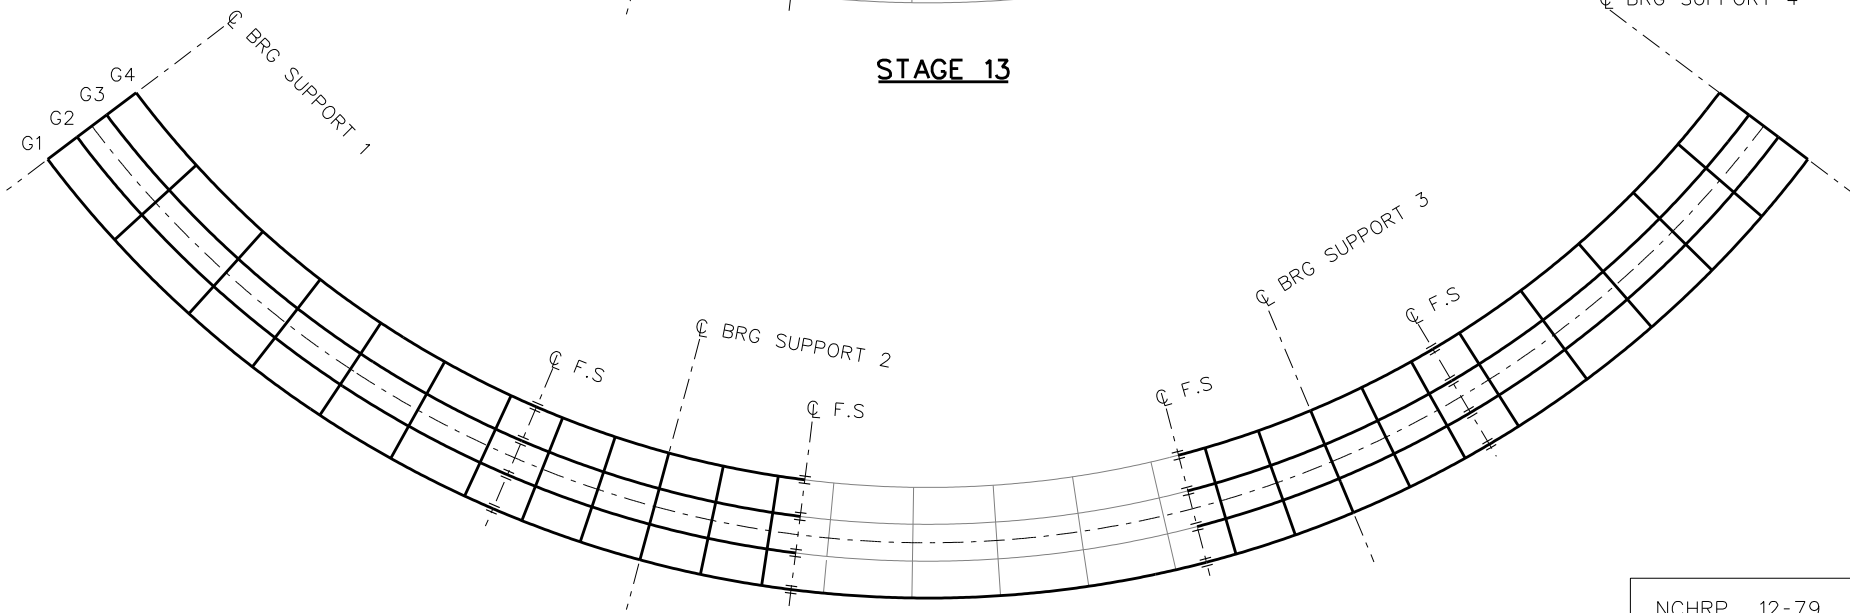 ℄ BRG SUPPORT 4
℄ BRG SUPPORT 1
STAGE 13
G4
G3
G2
G1
℄ BRG SUPPORT 3
℄ F.S
℄ BRG SUPPORT 2
℄ F.S
℄ F.S
℄ F.S
NCHRP 12-79